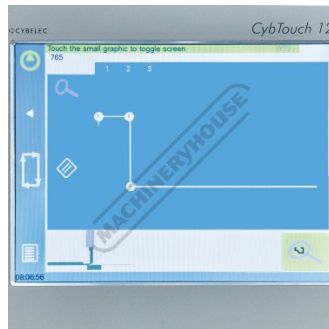 CYBELEC CybTouch 12
Touch the small graphic to toggle screen
765
1 2 3
MACHINERYHOUSE
08:06:56